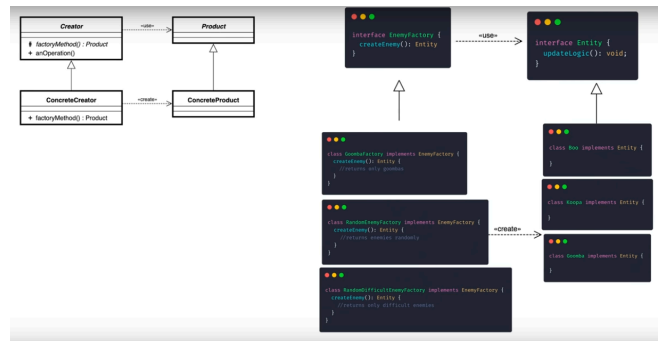 Creator
# factoryMethod() : Product
+ anOperation()
«use»
Product
ConcreteCreator
+ factoryMethod() : Product
«create»
ConcreteProduct
interface EnemyFactory {
createEnemy(): Entity
}
«use»
interface Entity {
updateLogic(): void;
}
class GoombaFactory implements EnemyFactory {
createEnemy(): Entity {
//returns only goombas
}
}
class RandomEnemyFactory implements EnemyFactory {
createEnemy(): Entity {
//returns enemies randomly
}
}
class RandomDifficultEnemyFactory implements EnemyFactory {
createEnemy(): Entity {
//returns only difficult enemies
}
}
«create»
class Boo implements Entity {
}
class Koopa implements Entity {
}
class Goomba implements Entity {
}